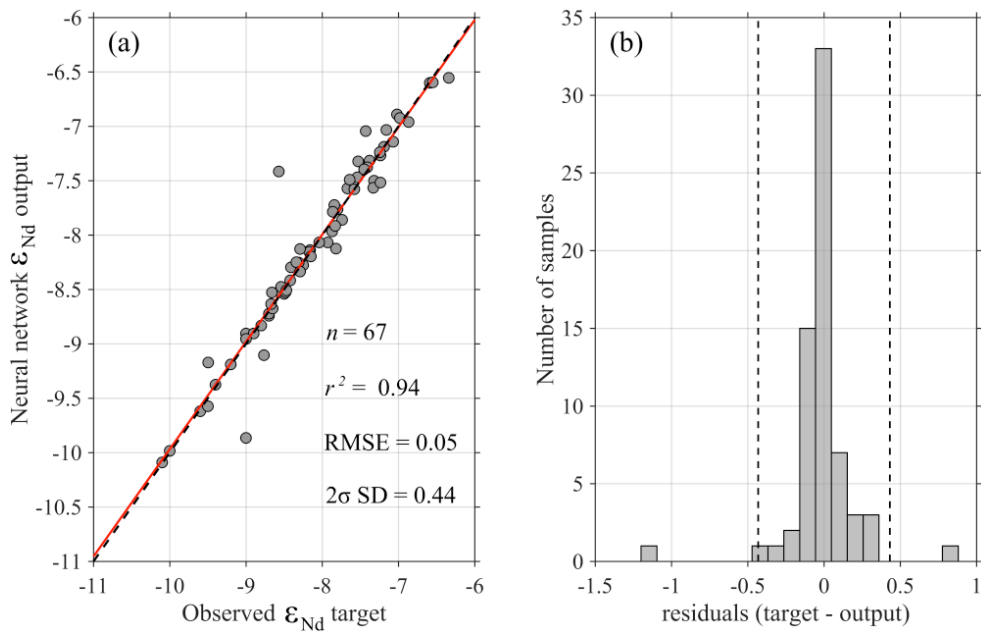 (a)
-6
-6.5
-7
-7.5
-8
-8.5
-9
-9.5
-10
-10.5
-11
Neural network εNd output
n = 67
r² = 0.94
RMSE = 0.05
2σ SD = 0.44
-11 -10 -9 -8 -7 -6
Observed εNd target
(b)
35
30
25
20
15
10
5
0
Number of samples
-1.5 -1 -0.5 0 0.5 1
residuals (target - output)